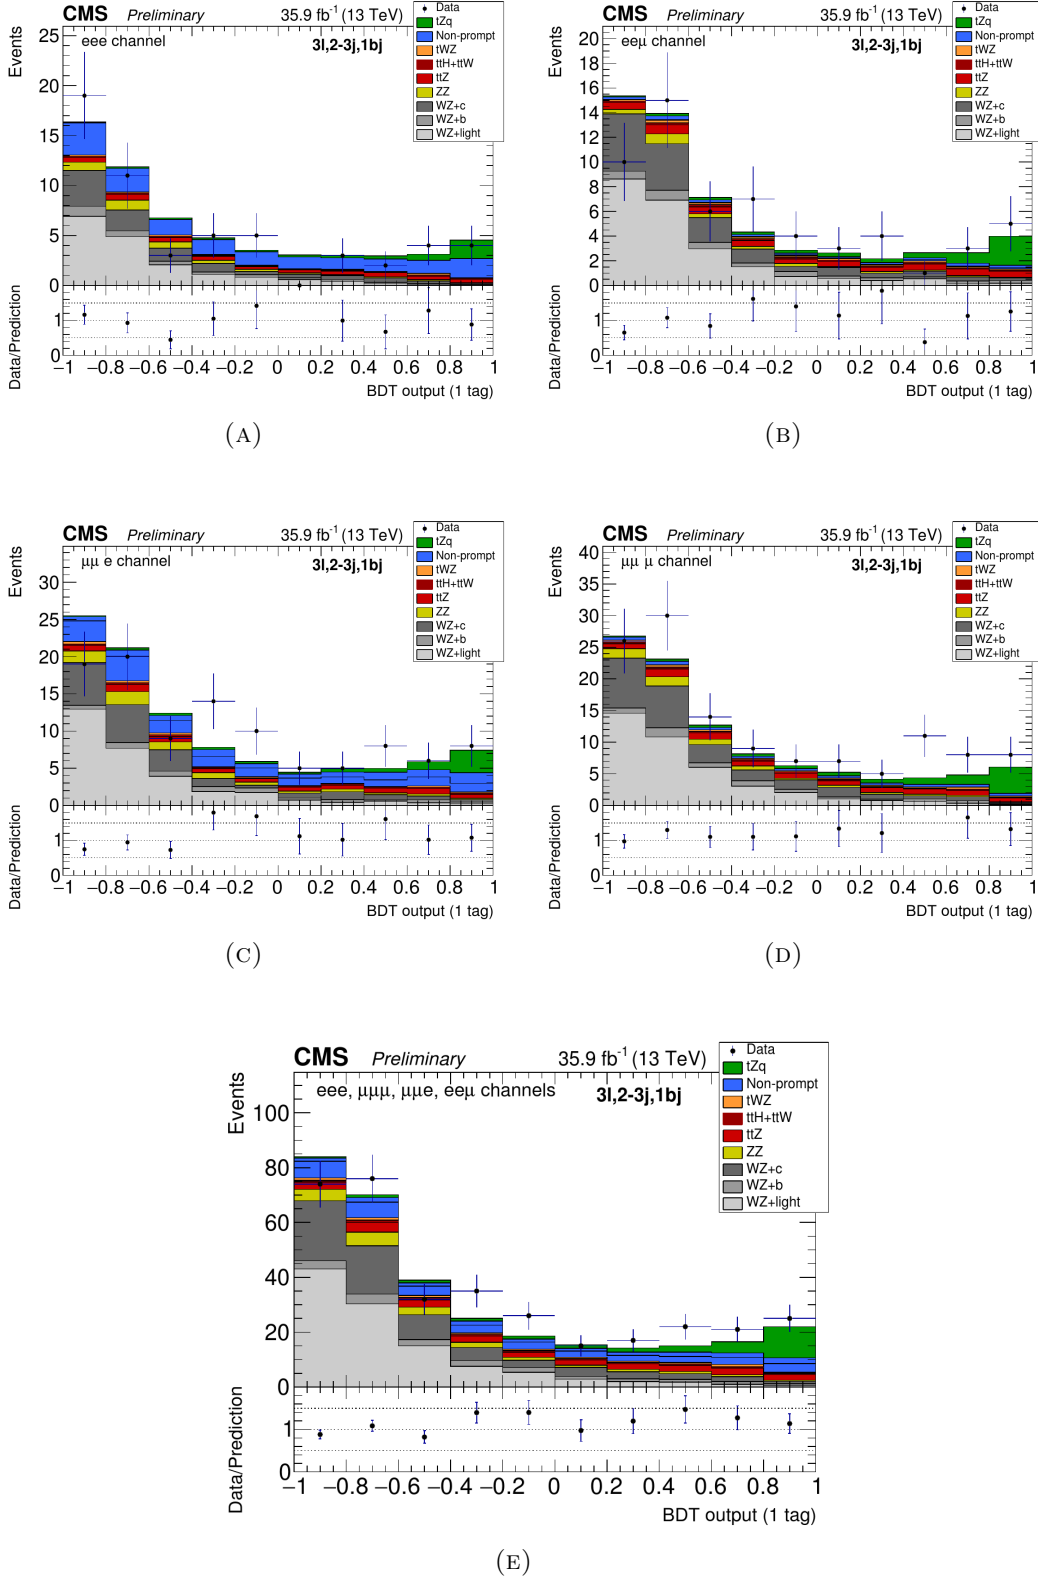 CMS Preliminary 35.9 fb⁻¹ (13 TeV)
Events
eee channel
3l,2-3j,1bj
Data
tZq
Non-prompt
tWZ
ttH+ttW
ttZ
ZZ
WZ+c
WZ+b
WZ+light
25
20
15
10
5
0
Data/Prediction
1
0
−1 −0.8 −0.6 −0.4 −0.2 0 0.2 0.4 0.6 0.8 1
BDT output (1 tag)
(A)
CMS Preliminary 35.9 fb⁻¹ (13 TeV)
Events
eeμ channel
3l,2-3j,1bj
Data
tZq
Non-prompt
tWZ
ttH+ttW
ttZ
ZZ
WZ+c
WZ+b
WZ+light
20
18
16
14
12
10
8
6
4
2
0
Data/Prediction
1
0
−1 −0.8 −0.6 −0.4 −0.2 0 0.2 0.4 0.6 0.8 1
BDT output (1 tag)
(B)
CMS Preliminary 35.9 fb⁻¹ (13 TeV)
Events
μμ e channel
3l,2-3j,1bj
Data
tZq
Non-prompt
tWZ
ttH+ttW
ttZ
ZZ
WZ+c
WZ+b
WZ+light
30
25
20
15
10
5
0
Data/Prediction
1
0
−1 −0.8 −0.6 −0.4 −0.2 0 0.2 0.4 0.6 0.8 1
BDT output (1 tag)
(C)
CMS Preliminary 35.9 fb⁻¹ (13 TeV)
Events
μμ μ channel
3l,2-3j,1bj
Data
tZq
Non-prompt
tWZ
ttH+ttW
ttZ
ZZ
WZ+c
WZ+b
WZ+light
40
35
30
25
20
15
10
5
0
Data/Prediction
1
0
−1 −0.8 −0.6 −0.4 −0.2 0 0.2 0.4 0.6 0.8 1
BDT output (1 tag)
(D)
CMS Preliminary 35.9 fb⁻¹ (13 TeV)
Events
eee, μμμ, μμe, eeμ channels
3l,2-3j,1bj
Data
tZq
Non-prompt
tWZ
ttH+ttW
ttZ
ZZ
WZ+c
WZ+b
WZ+light
100
80
60
40
20
0
Data/Prediction
1
0
−1 −0.8 −0.6 −0.4 −0.2 0 0.2 0.4 0.6 0.8 1
BDT output (1 tag)
(E)